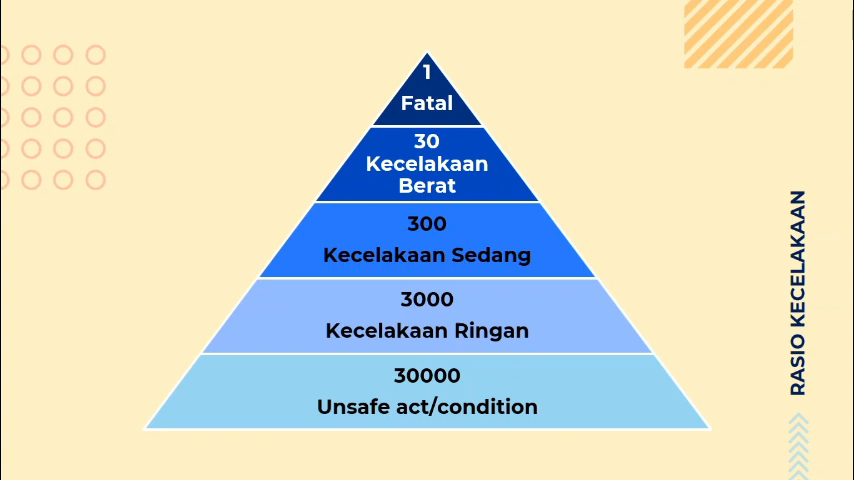 1
Fatal
30
Kecelakaan
Berat
300
Kecelakaan Sedang
3000
Kecelakaan Ringan
30000
Unsafe act/condition
RASIO KECELAKAAN